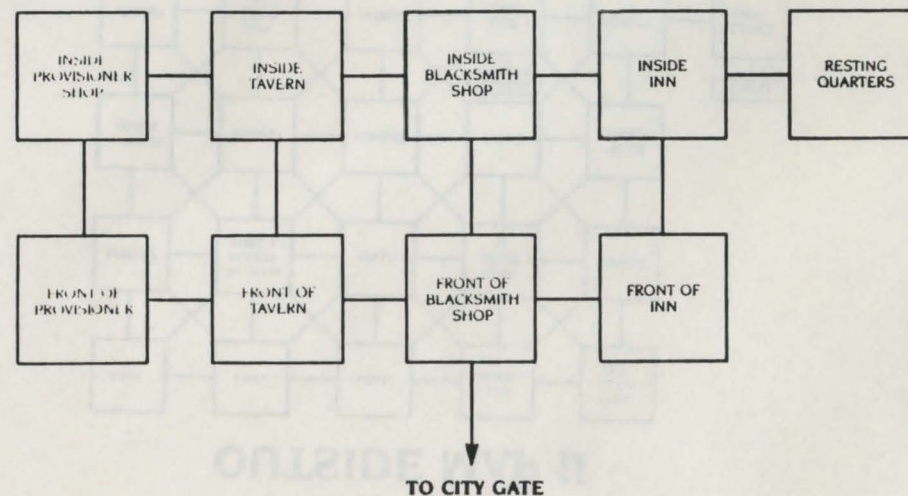 INSIDE
PROVISIONER
SHOP
INSIDE
TAVERN
INSIDE
BLACKSMITH
SHOP
INSIDE
INN
RESTING
QUARTERS
FRONT OF
PROVISIONER
FRONT OF
TAVERN
FRONT OF
BLACKSMITH
SHOP
FRONT OF
INN
OUTSIDE MAP II
TO CITY GATE